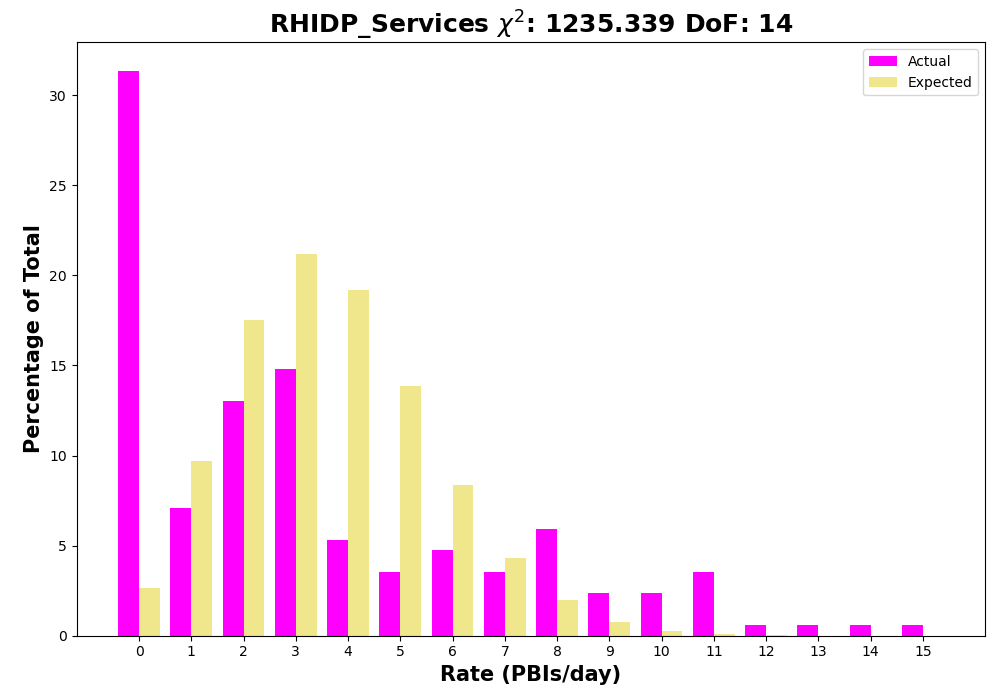 RHIDP_Services χ²: 1235.339 DoF: 14
Actual
Expected
Percentage of Total
30
25
20
15
10
5
0
0 1 2 3 4 5 6 7 8 9 10 11 12 13 14 15
Rate (PBIs/day)